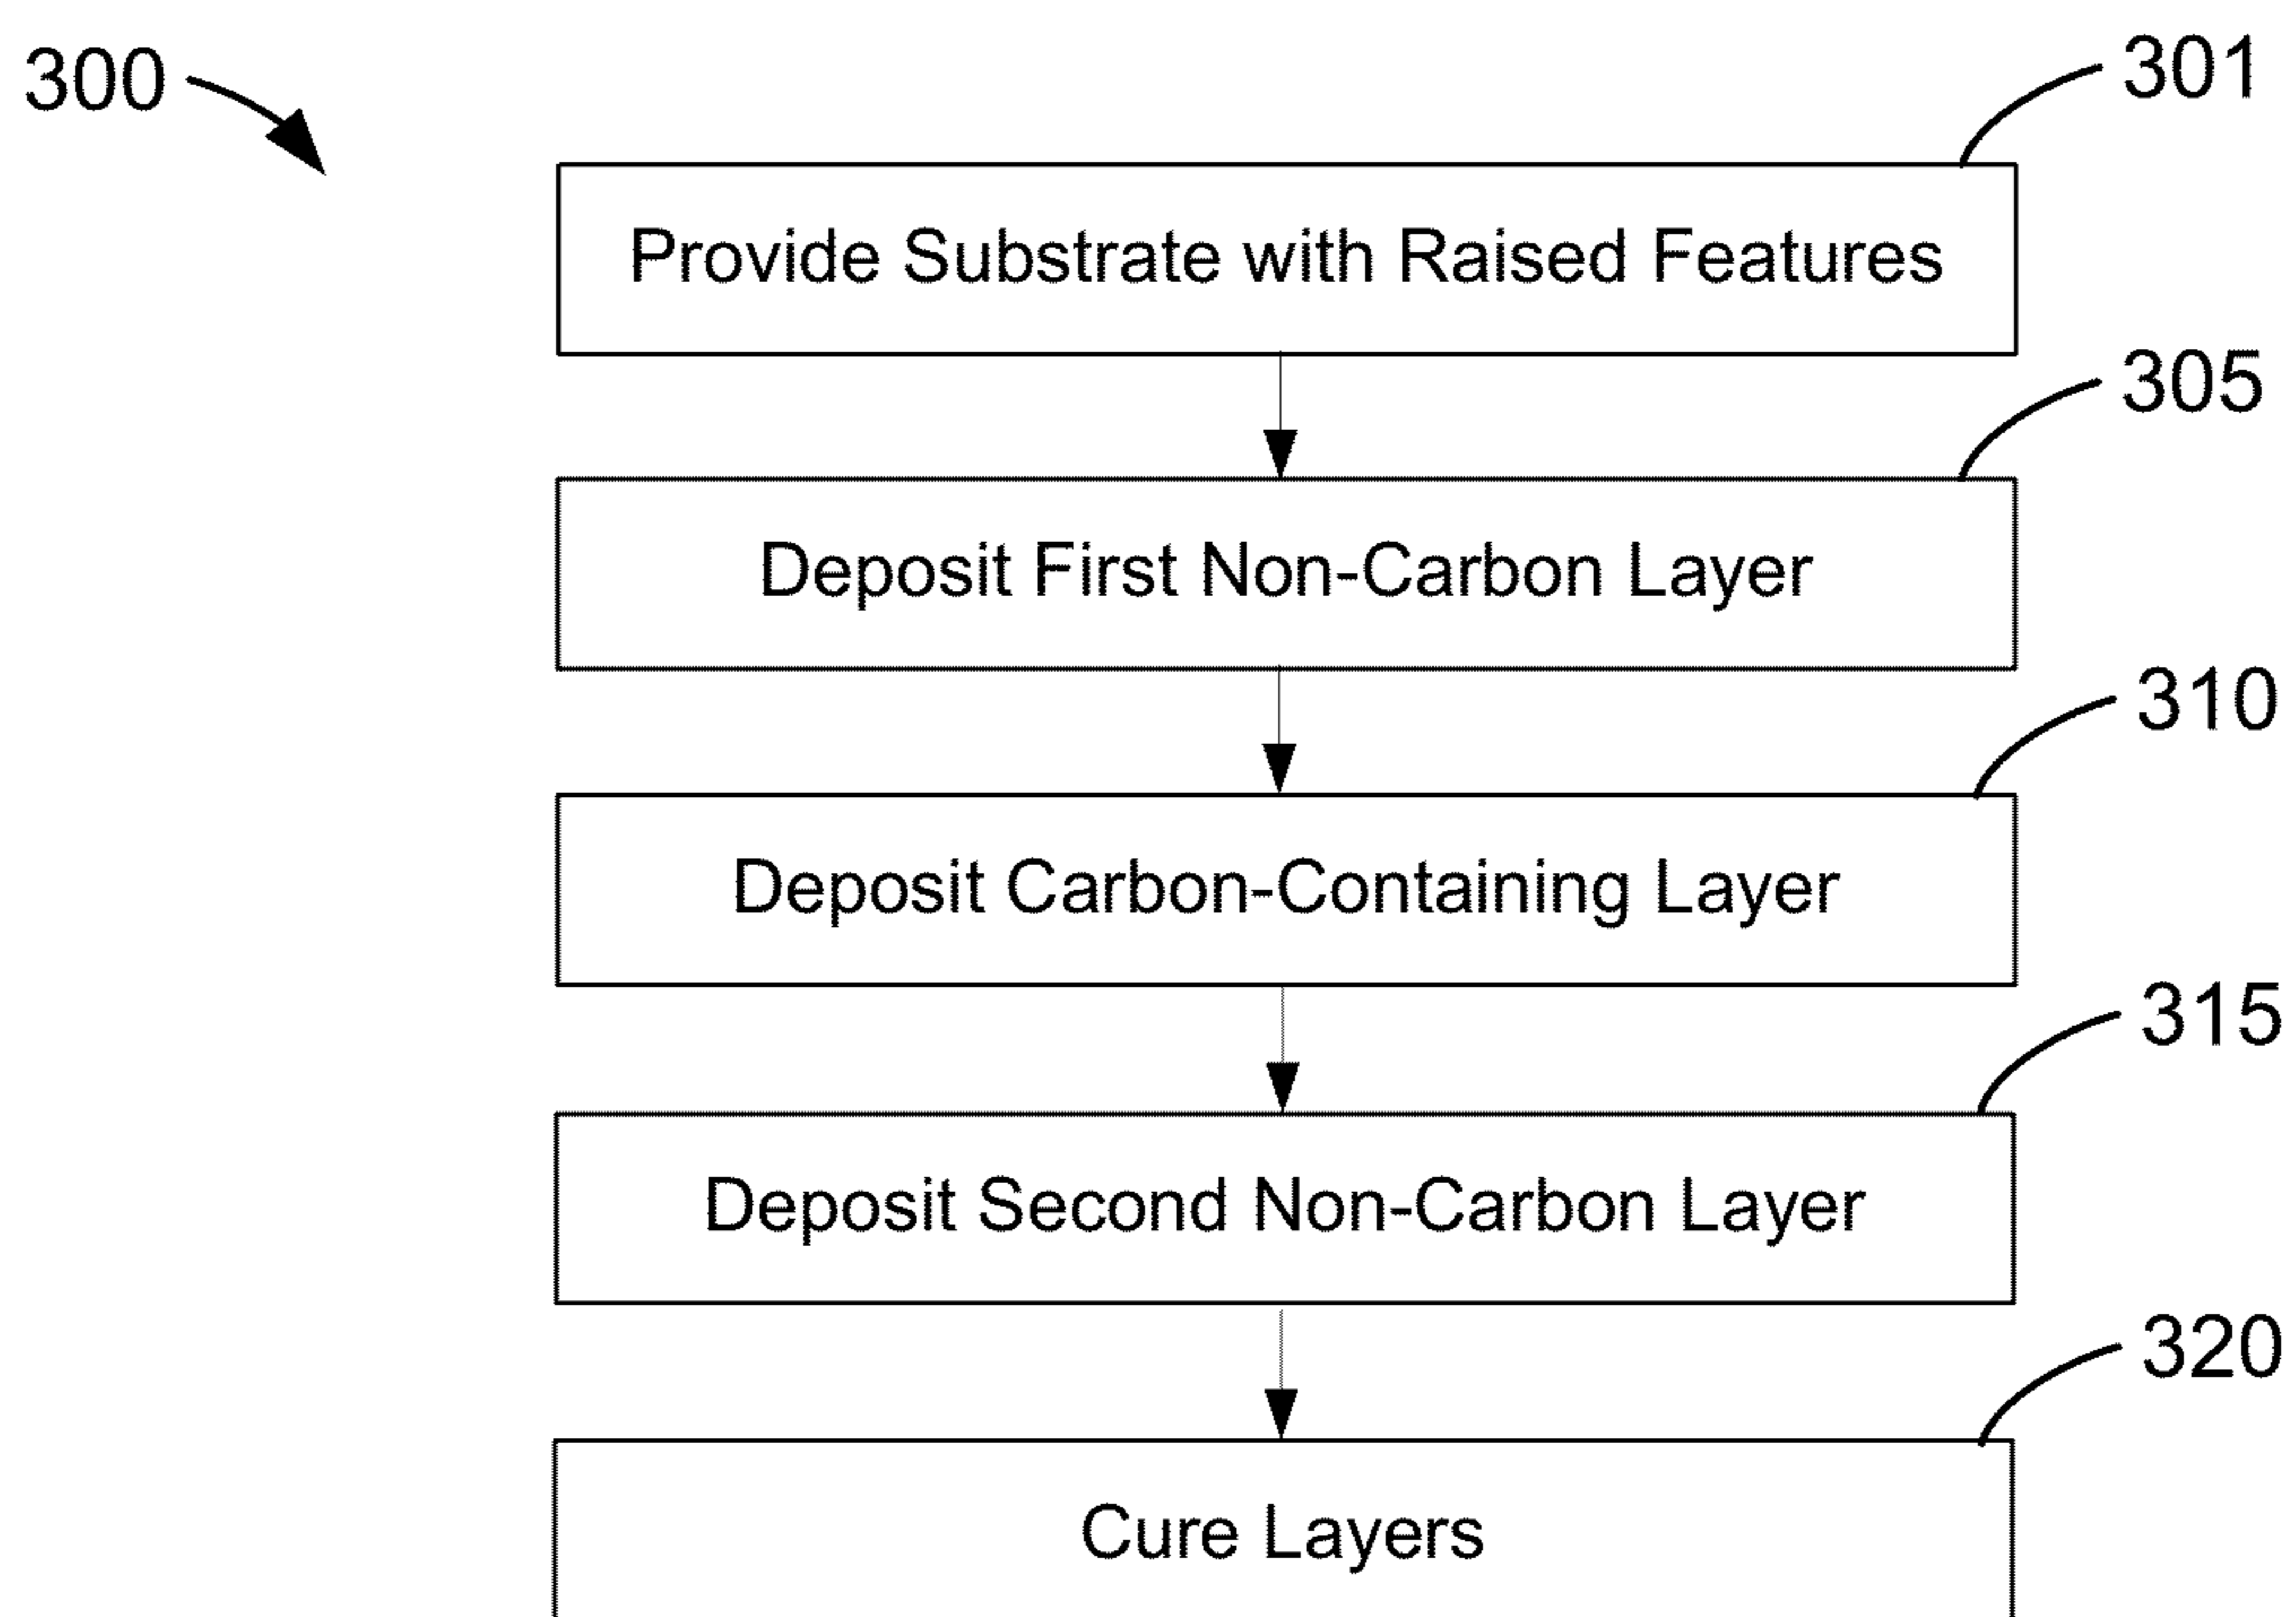 300
301
Provide Substrate with Raised Features
305
Deposit First Non-Carbon Layer
310
Deposit Carbon-Containing Layer
315
Deposit Second Non-Carbon Layer
320
Cure Layers